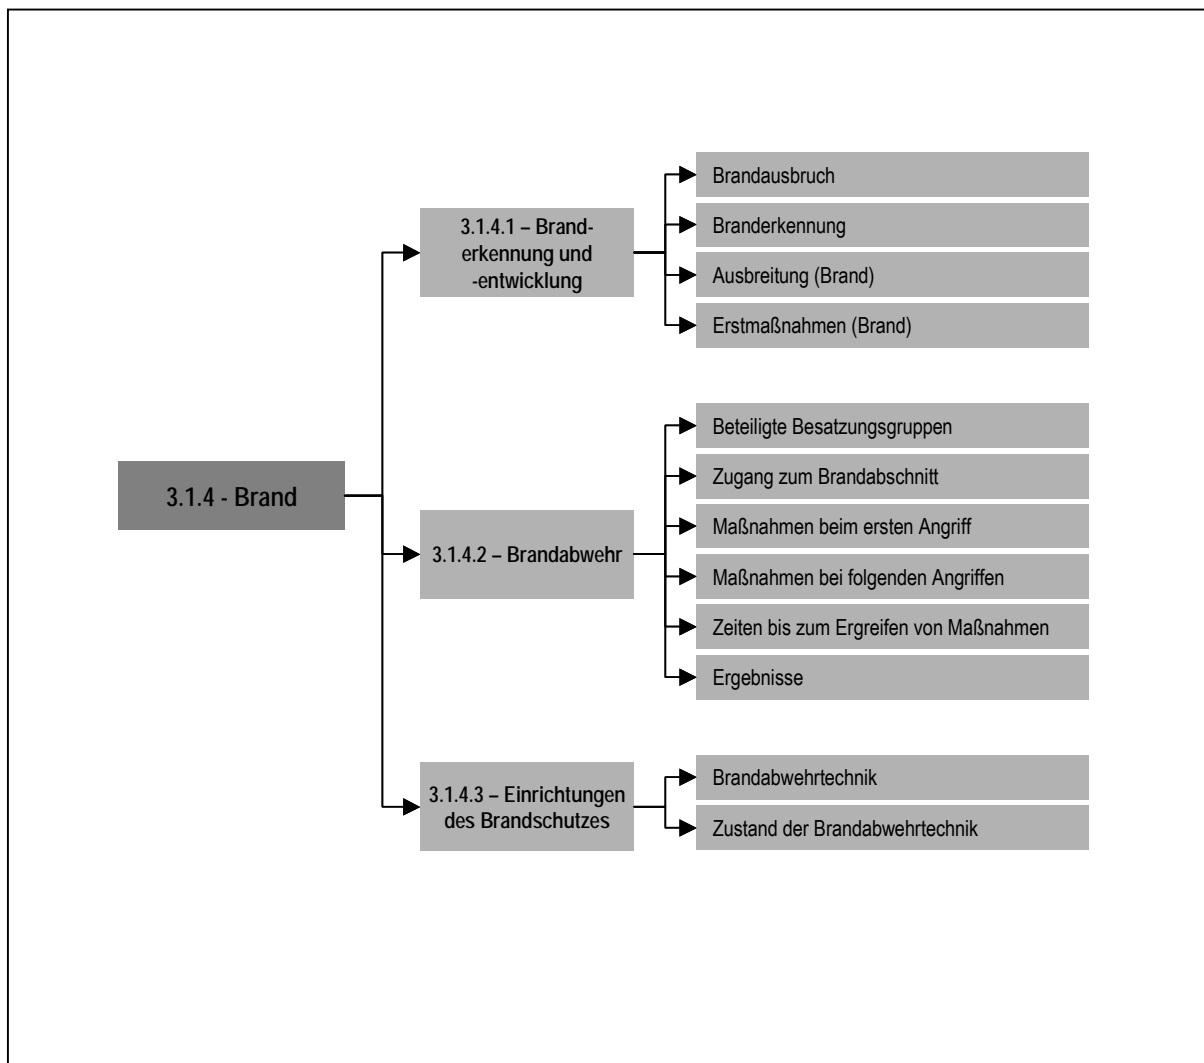 3.1.4 - Brand
3.1.4.1 – Brand-
erkennung und
-entwicklung
Brandausbruch
Branderkennung
Ausbreitung (Brand)
Erstmaßnahmen (Brand)
3.1.4.2 – Brandabwehr
Beteiligte Besatzungsgruppen
Zugang zum Brandabschnitt
Maßnahmen beim ersten Angriff
Maßnahmen bei folgenden Angriffen
Zeiten bis zum Ergreifen von Maßnahmen
Ergebnisse
3.1.4.3 – Einrichtungen
des Brandschutzes
Brandabwehrtechnik
Zustand der Brandabwehrtechnik